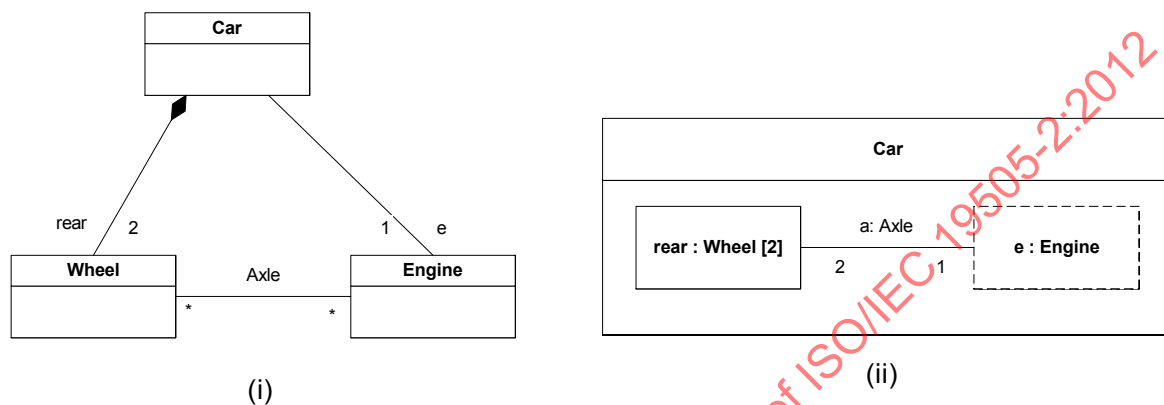 Car
rear
2
1
e
Wheel
Axle
Engine
*
*
(i)
Car
a: Axle
rear : Wheel [2]
e : Engine
2
1
(ii)
of ISO/IEC 19505-2:2012